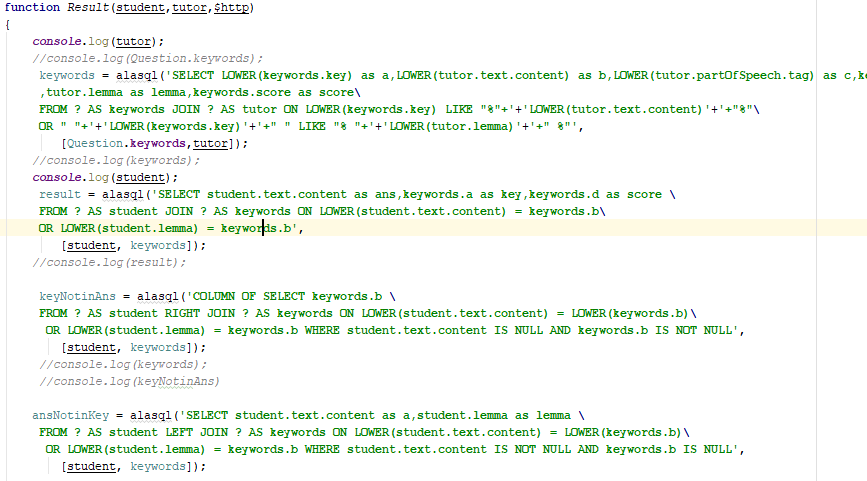 function Result(student,tutor,$http)
{
console.log(tutor);
//console.log(Question.keywords);
keywords = alasql('SELECT LOWER(keywords.key) as a,LOWER(tutor.text.content) as b,LOWER(tutor.partOfSpeech.tag) as c,ke
,tutor.lemma as lemma,keywords.score as score\
FROM ? AS keywords JOIN ? AS tutor ON LOWER(keywords.key) LIKE "%"+'+'LOWER(tutor.text.content)'+'+"%"\
OR " "+'+'LOWER(keywords.key)'+'+" " LIKE "% "+'+'LOWER(tutor.lemma)'+'+" %"',
[Question.keywords,tutor]);
//console.log(keywords);
console.log(student);
result = alasql('SELECT student.text.content as ans,keywords.a as key,keywords.d as score \
FROM ? AS student JOIN ? AS keywords ON LOWER(student.text.content) = keywords.b\
OR LOWER(student.lemma) = keywords.b',
[student, keywords]);
//console.log(result);
keyNotinAns = alasql('COLUMN OF SELECT keywords.b \
FROM ? AS student RIGHT JOIN ? AS keywords ON LOWER(student.text.content) = LOWER(keywords.b)\
OR LOWER(student.lemma) = keywords.b WHERE student.text.content IS NULL AND keywords.b IS NOT NULL',
[student, keywords]);
//console.log(keywords);
//console.log(keyNotinAns)
ansNotinKey = alasql('SELECT student.text.content as a,student.lemma as lemma \
FROM ? AS student LEFT JOIN ? AS keywords ON LOWER(student.text.content) = LOWER(keywords.b)\
OR LOWER(student.lemma) = keywords.b WHERE student.text.content IS NOT NULL AND keywords.b IS NULL',
[student, keywords]);